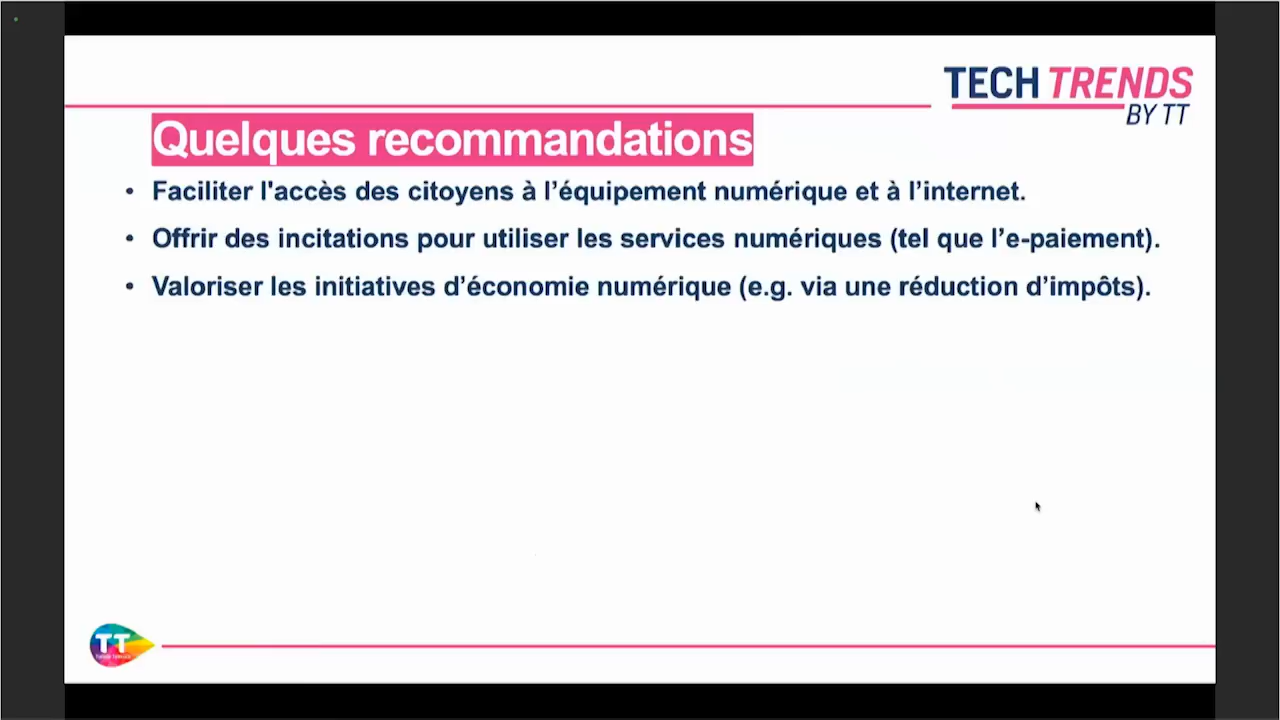 TECH TRENDS
BY TT
Quelques recommandations
• Faciliter l'accès des citoyens à l’équipement numérique et à l’internet.
• Offrir des incitations pour utiliser les services numériques (tel que l’e-paiement).
• Valoriser les initiatives d’économie numérique (e.g. via une réduction d’impôts).
TT